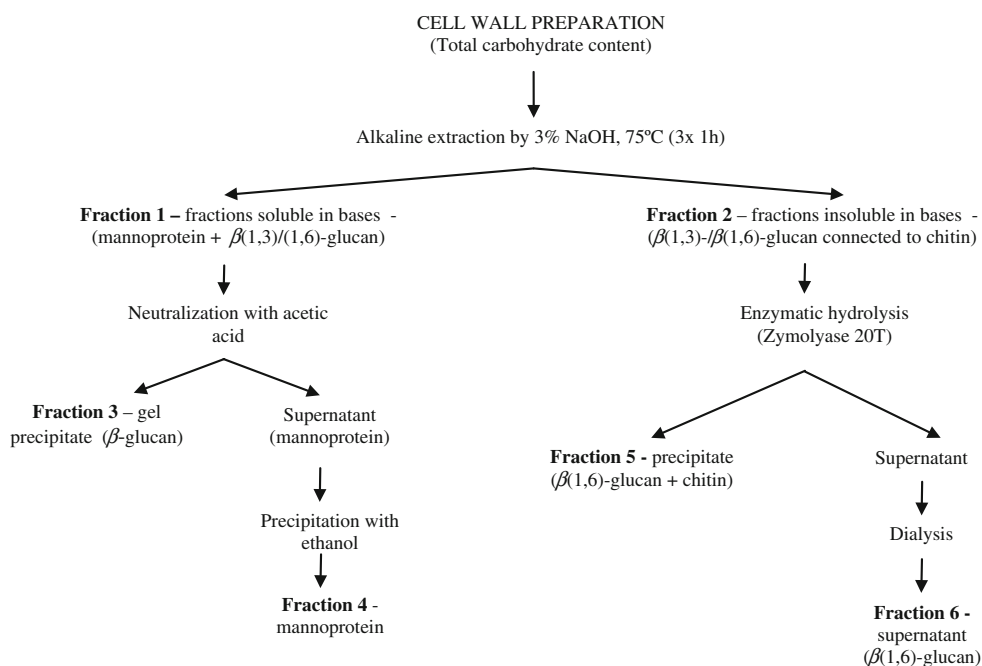 CELL WALL PREPARATION
(Total carbohydrate content)
Alkaline extraction by 3% NaOH, 75ºC (3x 1h)
Fraction 1 – fractions soluble in bases -
(mannoprotein + β(1,3)/(1,6)-glucan)
Fraction 2 – fractions insoluble in bases -
(β(1,3)-/β(1,6)-glucan connected to chitin)
Neutralization with acetic
acid
Enzymatic hydrolysis
(Zymolyase 20T)
Fraction 3 – gel
precipitate (β-glucan)
Supernatant
(mannoprotein)
Fraction 5 - precipitate
(β(1,6)-glucan + chitin)
Supernatant
Precipitation with
ethanol
Dialysis
Fraction 4 -
mannoprotein
Fraction 6 -
supernatant
(β(1,6)-glucan)